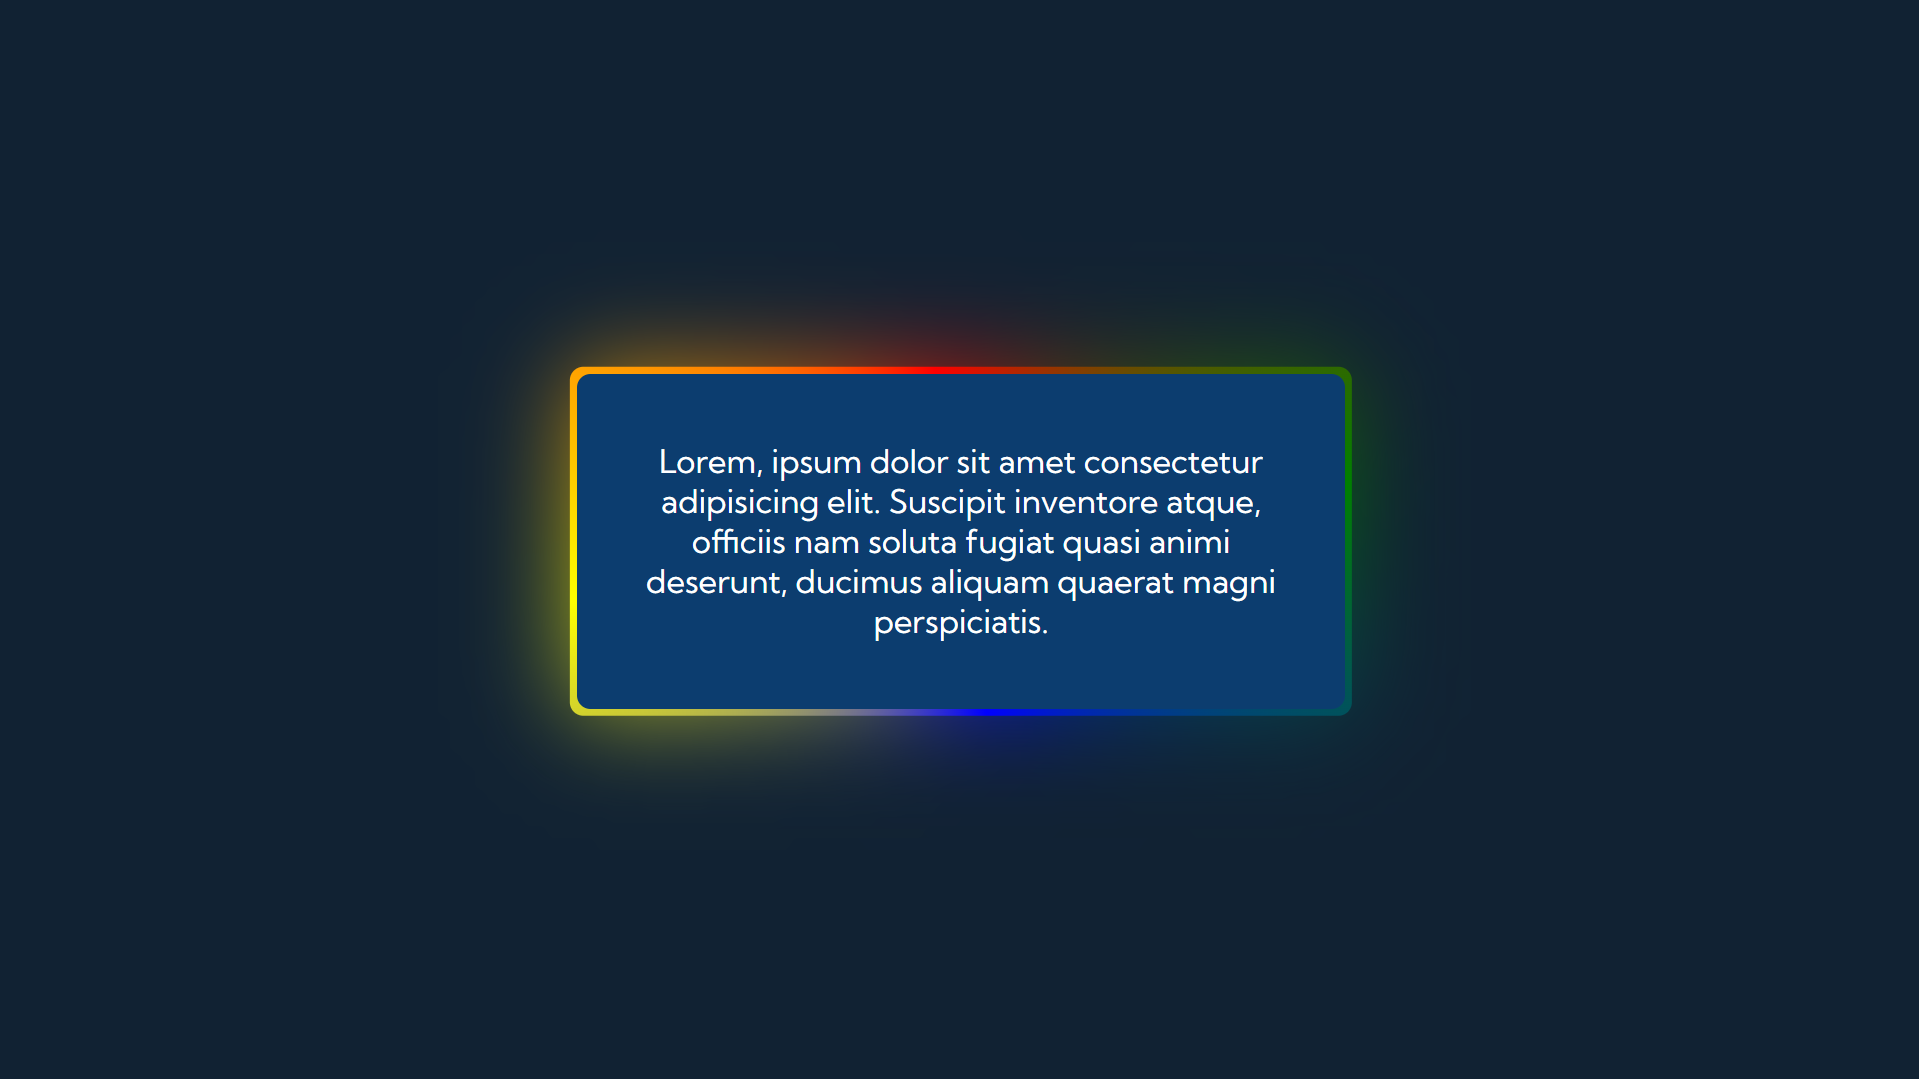 Lorem, ipsum dolor sit amet consectetur
adipisicing elit. Suscipit inventore atque,
officiis nam soluta fugiat quasi animi
deserunt, ducimus aliquam quaerat magni
perspiciatis.